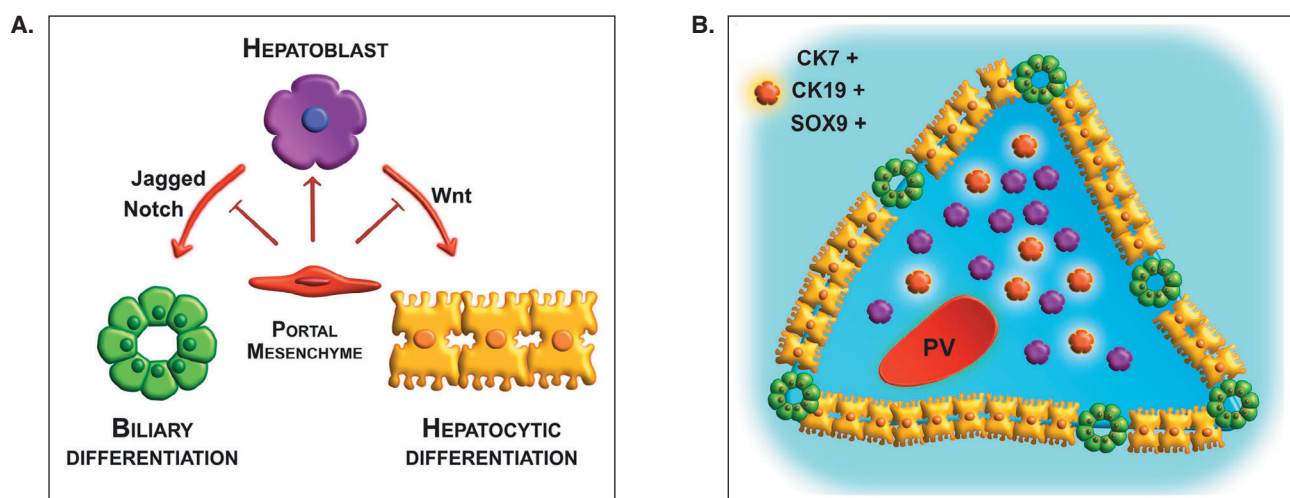 A.
HEPATOBLAST
Jagged
Notch
Wnt
PORTAL
MESENCHYME
BILIARY
DIFFERENTIATION
HEPATOCYTIC
DIFFERENTIATION
B.
CK7 +
CK19 +
SOX9 +
PV